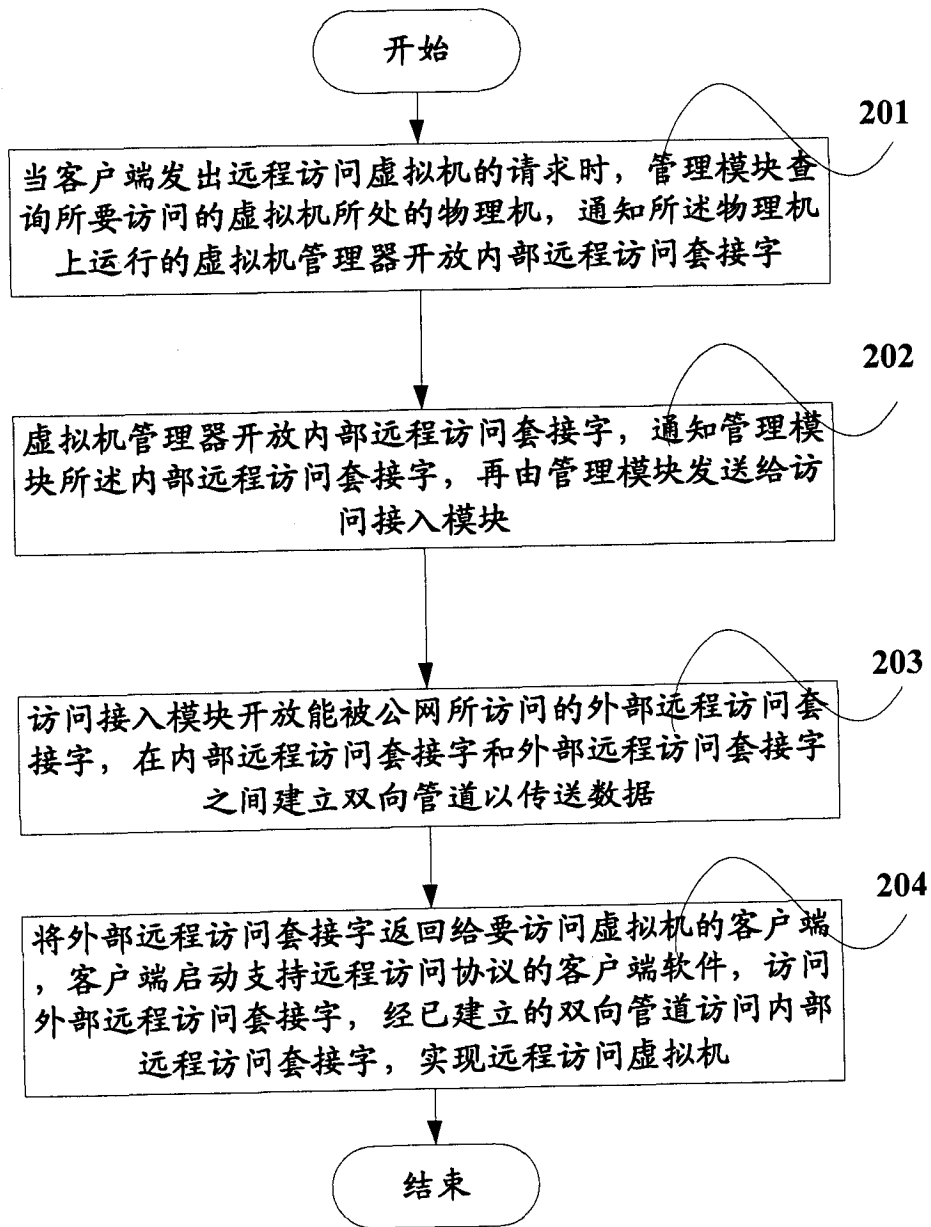 开始
201
当客户端发出远程访问虚拟机的请求时，管理模块查
询所要访问的虚拟机所处的物理机，通知所述物理机
上运行的虚拟机管理器开放内部远程访问套接字
202
虚拟机管理器开放内部远程访问套接字，通知管理模
块所述内部远程访问套接字，再由管理模块发送给访
问接入模块
203
访问接入模块开放能被公网所访问的外部远程访问套
接字，在内部远程访问套接字和外部远程访问套接字
之间建立双向管道以传送数据
204
将外部远程访问套接字返回给要访问虚拟机的客户端
，客户端启动支持远程访问协议的客户端软件，访问
外部远程访问套接字，经已建立的双向管道访问内部
远程访问套接字，实现远程访问虚拟机
结束